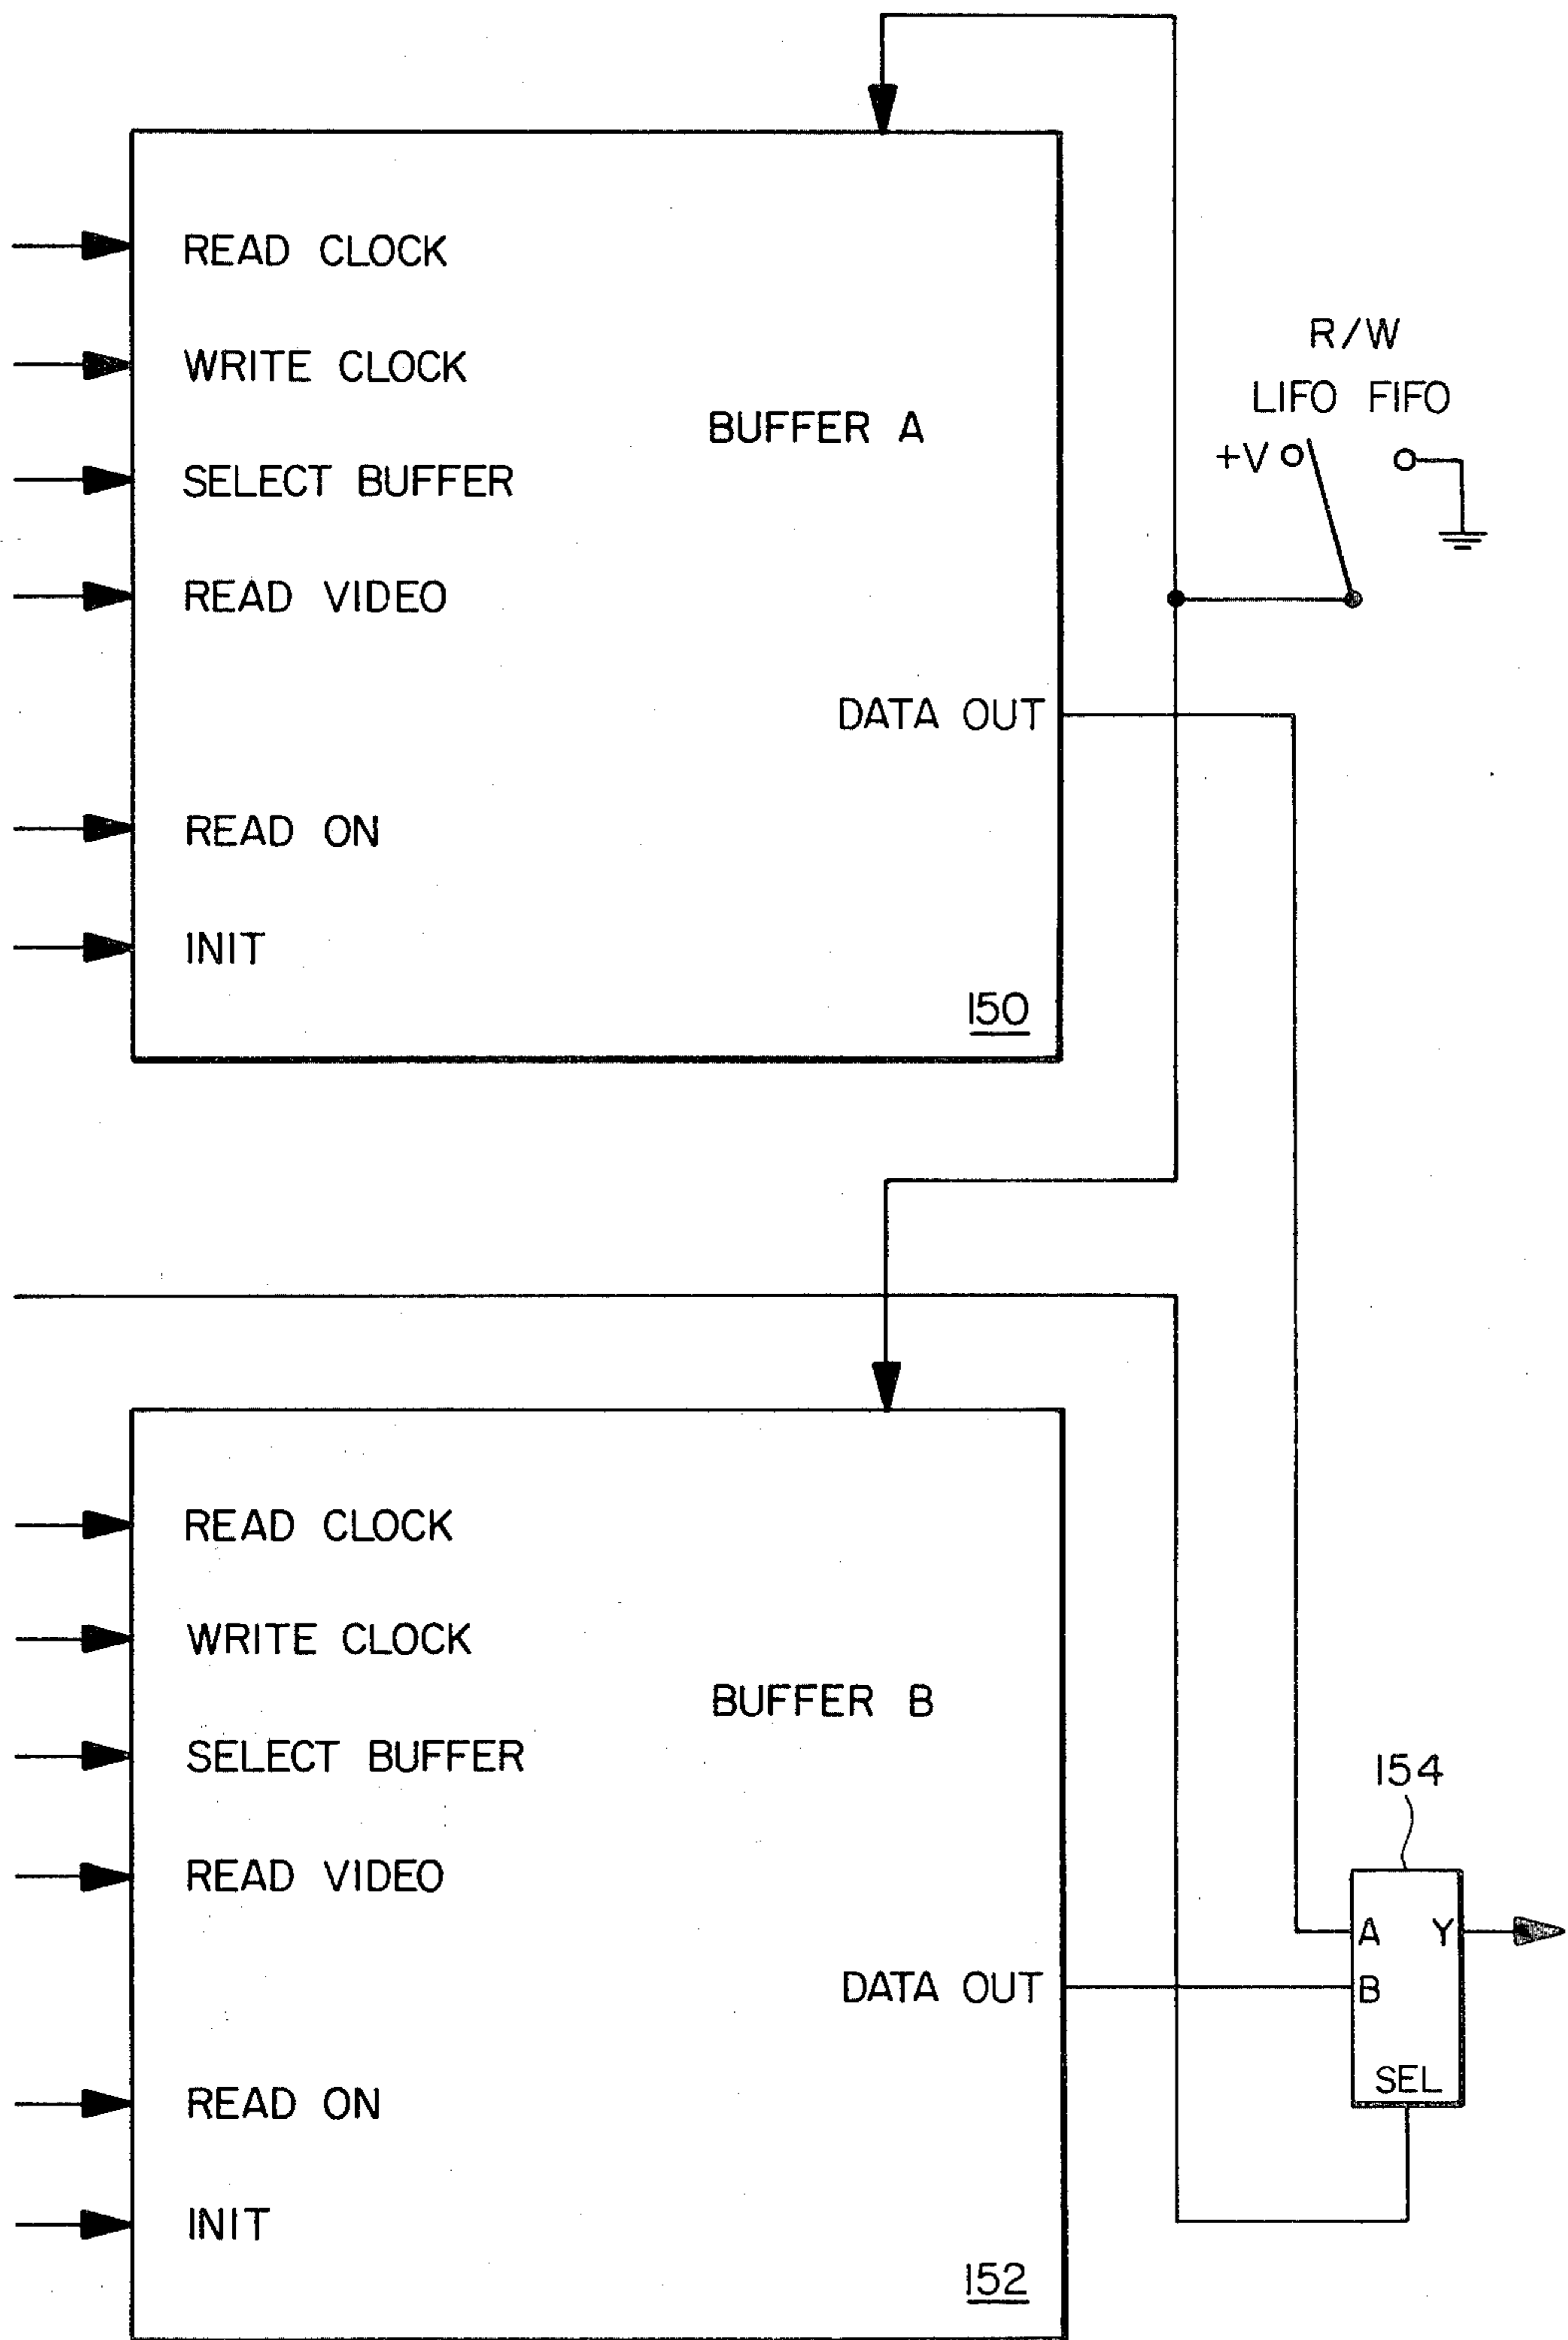 READ CLOCK
R/W
WRITE CLOCK
LIFO FIFO
BUFFER A
+V
SELECT BUFFER
READ VIDEO
DATA OUT
READ ON
INIT
150
READ CLOCK
WRITE CLOCK
BUFFER B
SELECT BUFFER
154
READ VIDEO
A Y
DATA OUT
B
SEL
READ ON
INIT
152